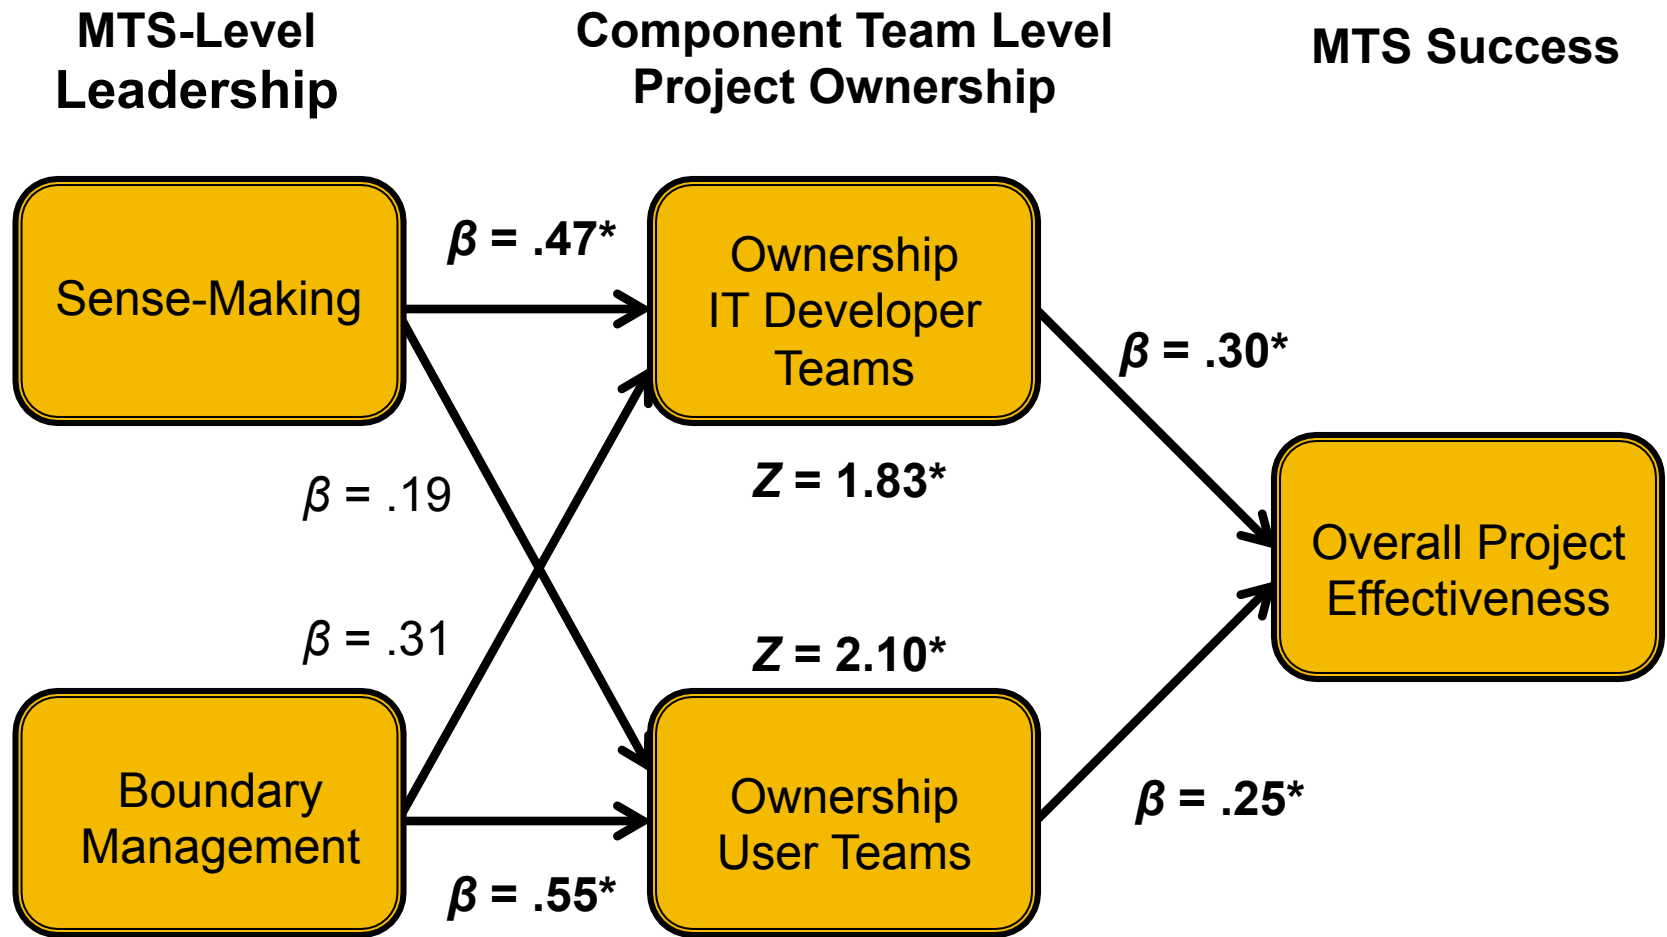 MTS-Level
Leadership
Component Team Level
Project Ownership
MTS Success
Sense-Making
β = .47*
Ownership
IT Developer
Teams
β = .30*
β = .19
Z = 1.83*
Overall Project
Effectiveness
β = .31
Z = 2.10*
Boundary
Management
β = .55*
Ownership
User Teams
β = .25*